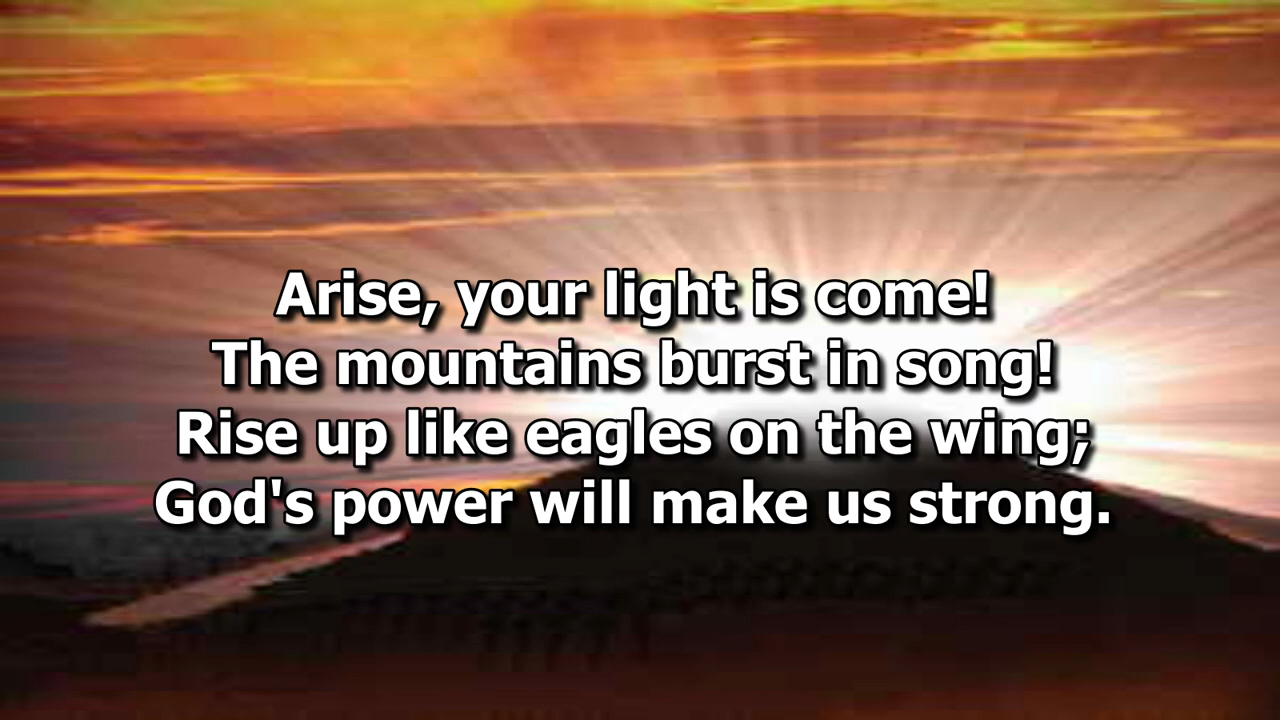 Arise, your light is come!
The mountains burst in song!
Rise up like eagles on the wing;
God's power will make us strong.